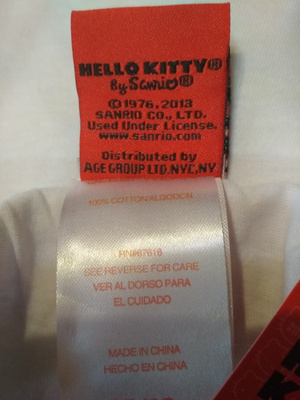 HELLO KITTY®
By Sanrio®
©1976, 2013
SANRIO CO., LTD.
Used Under License.
www.sanrio.com
Distributed by
AGE GROUP LTD. NYC, NY
100% COTTON/ALGODON
RN#67618
SEE REVERSE FOR CARE
VER AL DORSO PARA
EL CUIDADO
MADE IN CHINA
HECHO EN CHINA